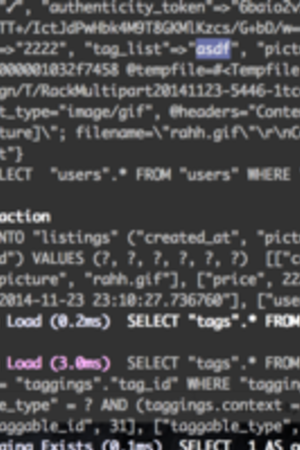 ", "authenticity_token"=>"6baio2v
TT+/IctJdPwHbk4M9T8GKMlKzcs/G+bD/w=
=>"2222", "tag_list"=>"asdf", "pict
000001032f7458 @tempfile=#<Tempfile
gn/T/RackMultipart20141123-5446-1tc
t_type="image/gif", @headers="Conte
ture]\"; filename=\"rahh.gif\"\r\nC
t"}
LECT "users".* FROM "users" WHERE
action
NTO "listings" ("created_at", "pict
d") VALUES (?, ?, ?, ?, ?, ?) [["c
picture", "rahh.gif"], ["price", 22
2014-11-23 23:10:27.736760"], ["use
Load (0.2ms) SELECT "tags".* FROM
Load (3.0ms) SELECT "tags".* FROM
= "taggings"."tag_id" WHERE "taggin
e_type" = ? AND (taggings.context =
aggable_id", 31], ["taggable_type",
ging Exists (0.1ms) SELECT 1 AS o